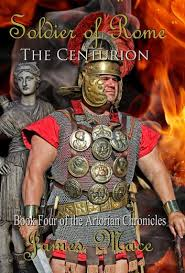 Soldier of Rome
The Centurion
Book Four of the Artorian Chronicles
James Mace